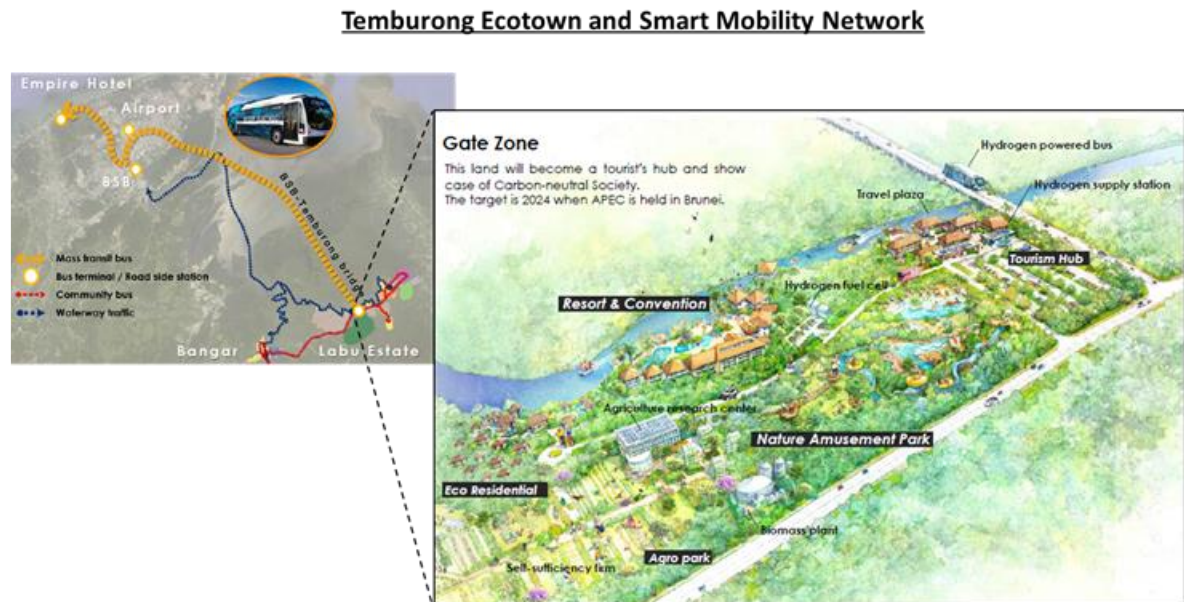 Temburong Ecotown and Smart Mobility Network
Empire Hotel
Airport
BSB
BSB-Temburong bridge
Mass transit bus
Bus terminal / Road side station
Community bus
Waterway traffic
Bangar
Labu Estate
Gate Zone
This land will become a tourist's hub and show
case of Carbon-neutral Society.
The target is 2024 when APEC is held in Brunei.
Hydrogen powered bus
Travel plaza
Hydrogen supply station
Tourism Hub
Hydrogen fuel cell
Resort & Convention
Agriculture research center
Nature Amusement Park
Eco Residential
Biomass plant
Agro park
Self-sufficiency firm